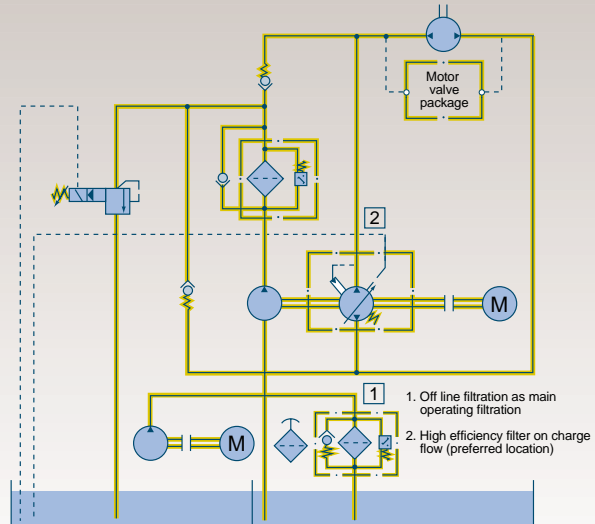 Motor
valve
package
2
M
1
1. Off line filtration as main
operating filtration
2. High efficiency filter on charge
flow (preferred location)
M